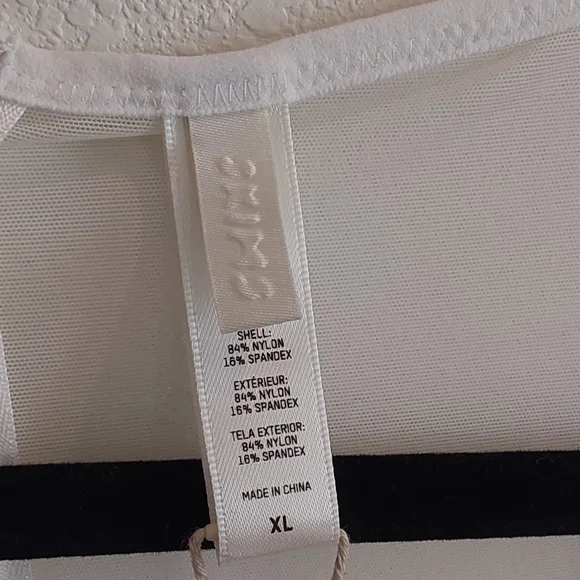 SKIMS
SHELL:
84% NYLON
16% SPANDEX
EXTÉRIEUR:
84% NYLON
16% SPANDEX
TELA EXTERIOR:
84% NYLON
16% SPANDEX
MADE IN CHINA
XL